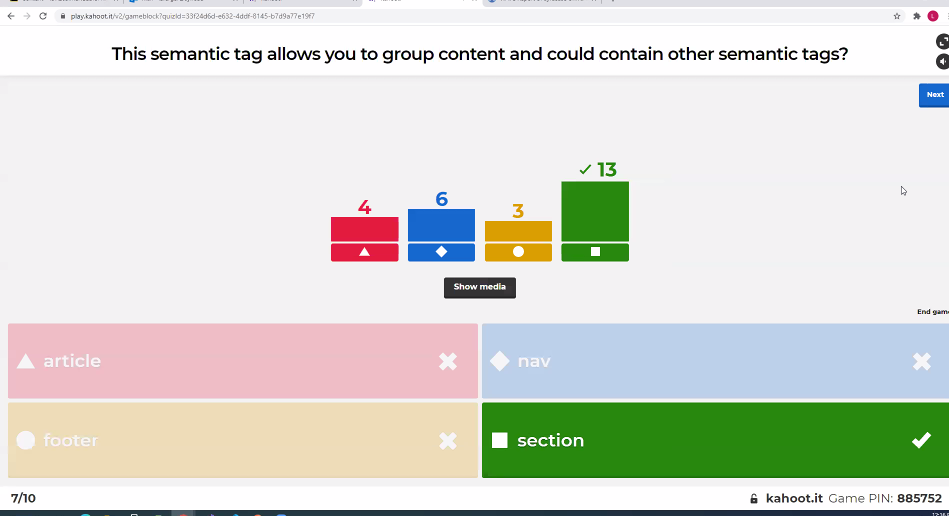 play.kahoot.it/v2/gameblock?quizId=33f24d6d-e632-4ddf-8145-b7d9a77e19f7
L
This semantic tag allows you to group content and could contain other semantic tags?
Next
4
6
3
13
Show media
End game
article
nav
footer
section
7/10
kahoot.it Game PIN: 885752